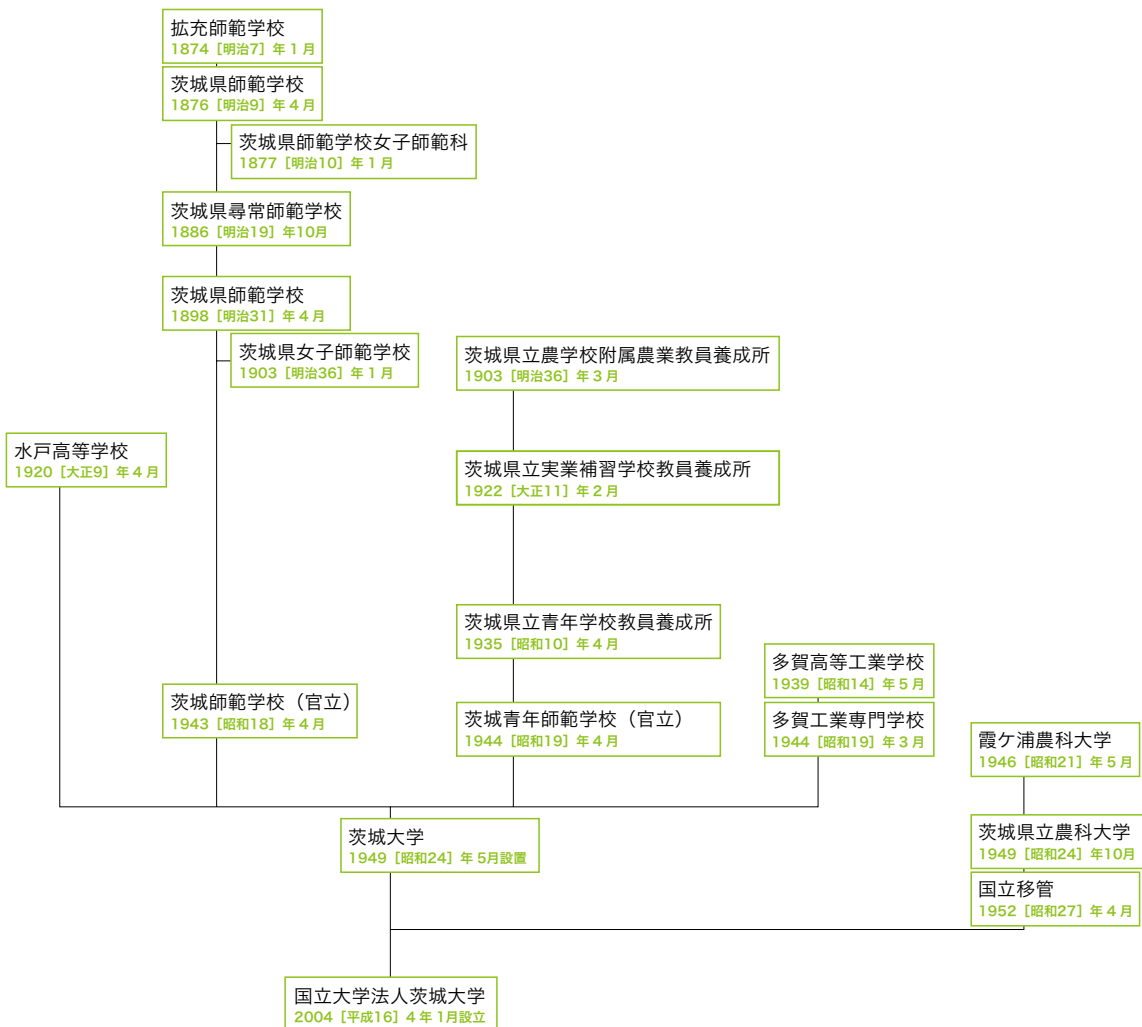 拡充師範学校
1874［明治7］年1月
茨城県師範学校
1876［明治9］年4月
茨城県師範学校女子師範科
1877［明治10］年1月
茨城県尋常師範学校
1886［明治19］年10月
茨城県師範学校
1898［明治31］年4月
茨城県女子師範学校
1903［明治36］年1月
茨城県立農学校附属農業教員養成所
1903［明治36］年3月
水戸高等学校
1920［大正9］年4月
茨城県立実業補習学校教員養成所
1922［大正11］年2月
茨城県立青年学校教員養成所
1935［昭和10］年4月
多賀高等工業学校
1939［昭和14］年5月
茨城師範学校（官立）
1943［昭和18］年4月
茨城青年師範学校（官立）
1944［昭和19］年4月
多賀工業専門学校
1944［昭和19］年3月
霞ケ浦農科大学
1946［昭和21］年5月
茨城大学
1949［昭和24］年5月設置
茨城県立農科大学
1949［昭和24］年10月
国立移管
1952［昭和27］年4月
国立大学法人茨城大学
2004［平成16］4年1月設立